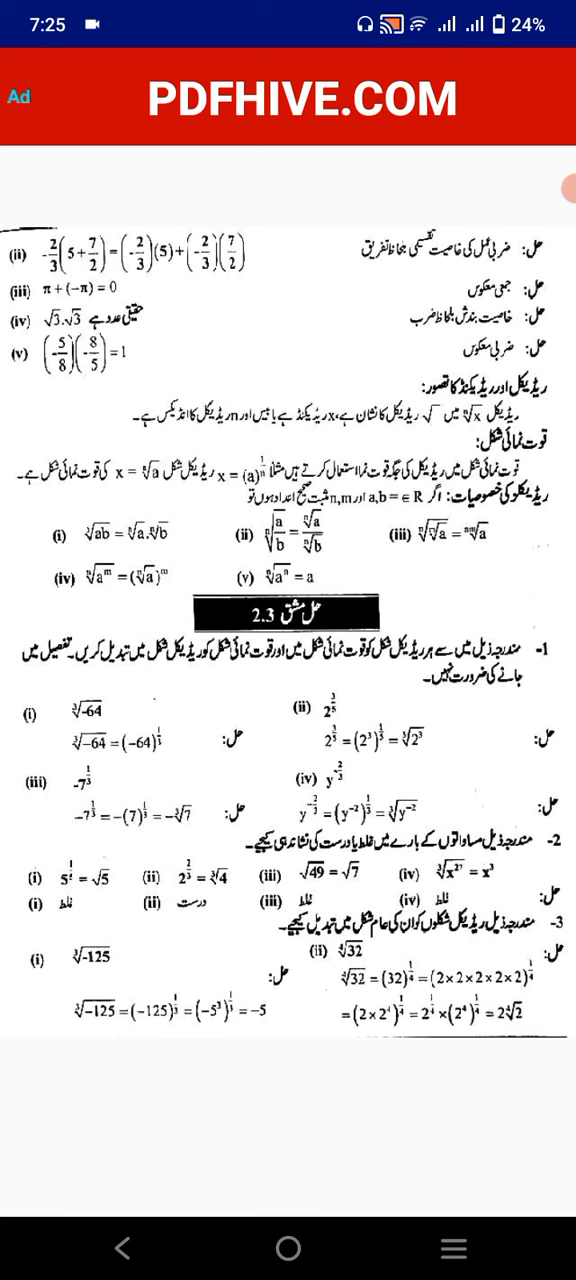 7:25 24%
Ad PDFHIVE.COM
(ii) -2/3(5+7/2)=(-2/3)(5)+(-2/3)(7/2) حل: ضربی عمل کی خاصیت تقسیمی بلحاظ تفریق
(iii) π+(−π)=0 حل: جمعی معکوس
(iv) √3.√3 حقیقی عدد ہے حل: خاصیت بندش بلحاظ ضرب
(v) (-5/8)(-8/5)=1 حل: ضربی معکوس
ریڈیکل اور ریڈیکنڈ کا تصور:
ریڈیکل ⁿ√x میں √ ریڈیکل کا نشان ہے، x ریڈیکنڈ ہے یا بیس اور n ریڈیکل کا انڈیکس ہے۔
قوت نمائی شکل:
قوت نمائی شکل میں ریڈیکل کی جگہ قوت نما استعمال کرتے ہیں مثلاً x = (a)^(1/n) ریڈیکل شکل x = ⁿ√a کی قوت نمائی شکل ہے۔
ریڈیکلز کی خصوصیات: اگر a,b = ∈ R اور n,m مثبت صحیح اعداد ہوں تو
(i) ⁿ√ab = ⁿ√a.ⁿ√b (ii) ⁿ√(a/b) = ⁿ√a/ⁿ√b (iii) ⁿ√(ᵐ√a) = ⁿᵐ√a
(iv) ⁿ√aᵐ = (ⁿ√a)ᵐ (v) ⁿ√aⁿ = a
حل مشق 2.3
1- مندرجہ ذیل میں سے ہر ریڈیکل شکل کو قوت نمائی شکل میں اور قوت نمائی شکل کو ریڈیکل شکل میں تبدیل کریں۔ تفصیل میں
جانے کی ضرورت نہیں۔
(i) ³√-64 (ii) 2^(3/5)
³√−64 = (−64)^(1/3) حل: 2^(3/5) = (2³)^(1/5) = ⁵√2³ حل:
(iii) -7^(1/3) (iv) y^(-2/3)
−7^(1/3) = −(7)^(1/3) = −³√7 حل: y^(-2/3) = (y⁻²)^(1/3) = ³√y⁻² حل:
2- مندرجہ ذیل مساواتوں کے بارے میں غلط یا درست کی نشاندہی کیجیے۔
(i) 5^(1/5) = √5 (ii) 2^(2/3) = ³√4 (iii) √49 = √7 (iv) ³√x²⁷ = x³
حل: (i) غلط (ii) درست (iii) غلط (iv) غلط
3- مندرجہ ذیل ریڈیکل شکلوں کو ان کی عام شکل میں تبدیل کیجیے۔
(i) ³√-125 (ii) ⁴√32 حل:
حل: ⁴√32 = (32)^(1/4) = (2×2×2×2×2)^(1/4)
³√−125 = (−125)^(1/3) = (−5³)^(1/3) = −5 = (2×2⁴)^(1/4) = 2^(1/4)×(2⁴)^(1/4) = 2⁴√2